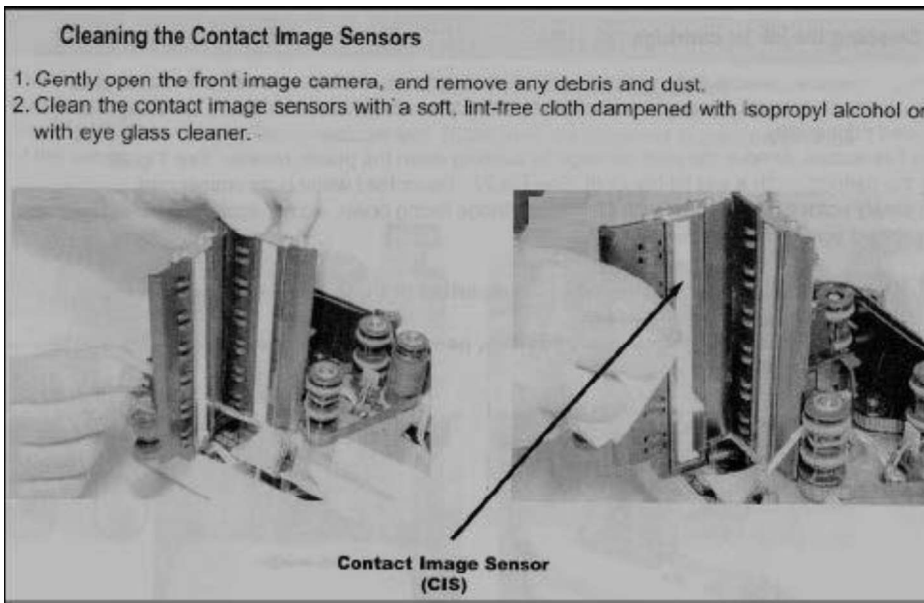 Cleaning the Contact Image Sensors
1. Gently open the front image camera, and remove any debris and dust.
2. Clean the contact image sensors with a soft, lint-free cloth dampened with isopropyl alcohol or
with eye glass cleaner.
Contact Image Sensor
(CIS)